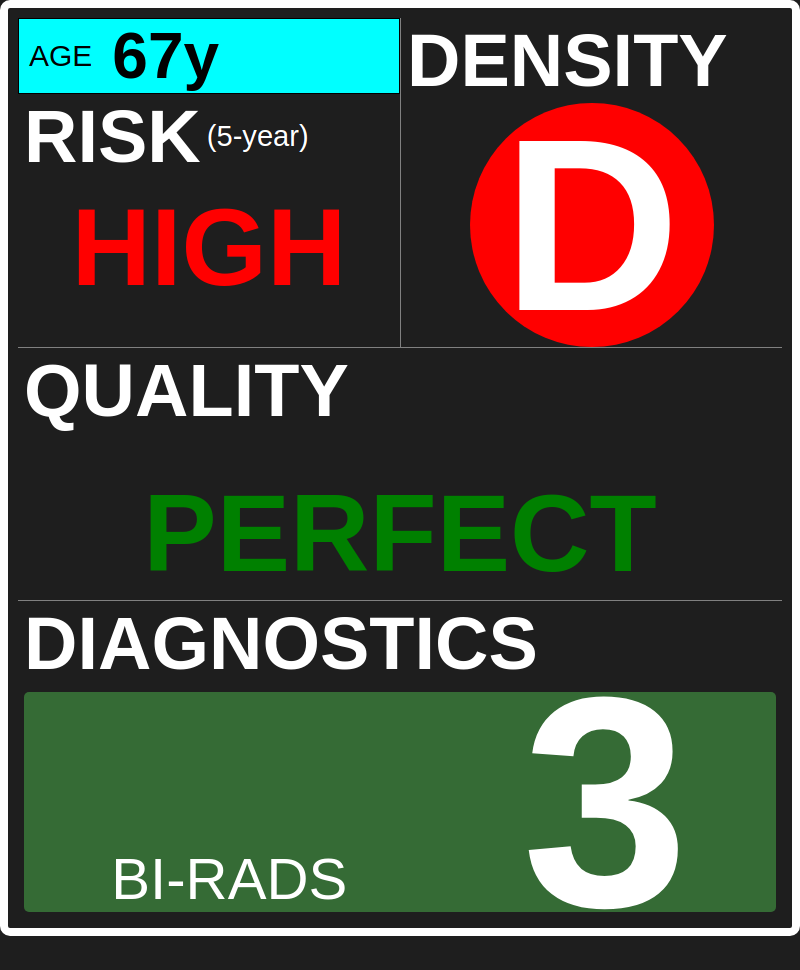 AGE 67y
DENSITY
RISK (5-year)
HIGH
D
QUALITY
PERFECT
DIAGNOSTICS
BI-RADS 3